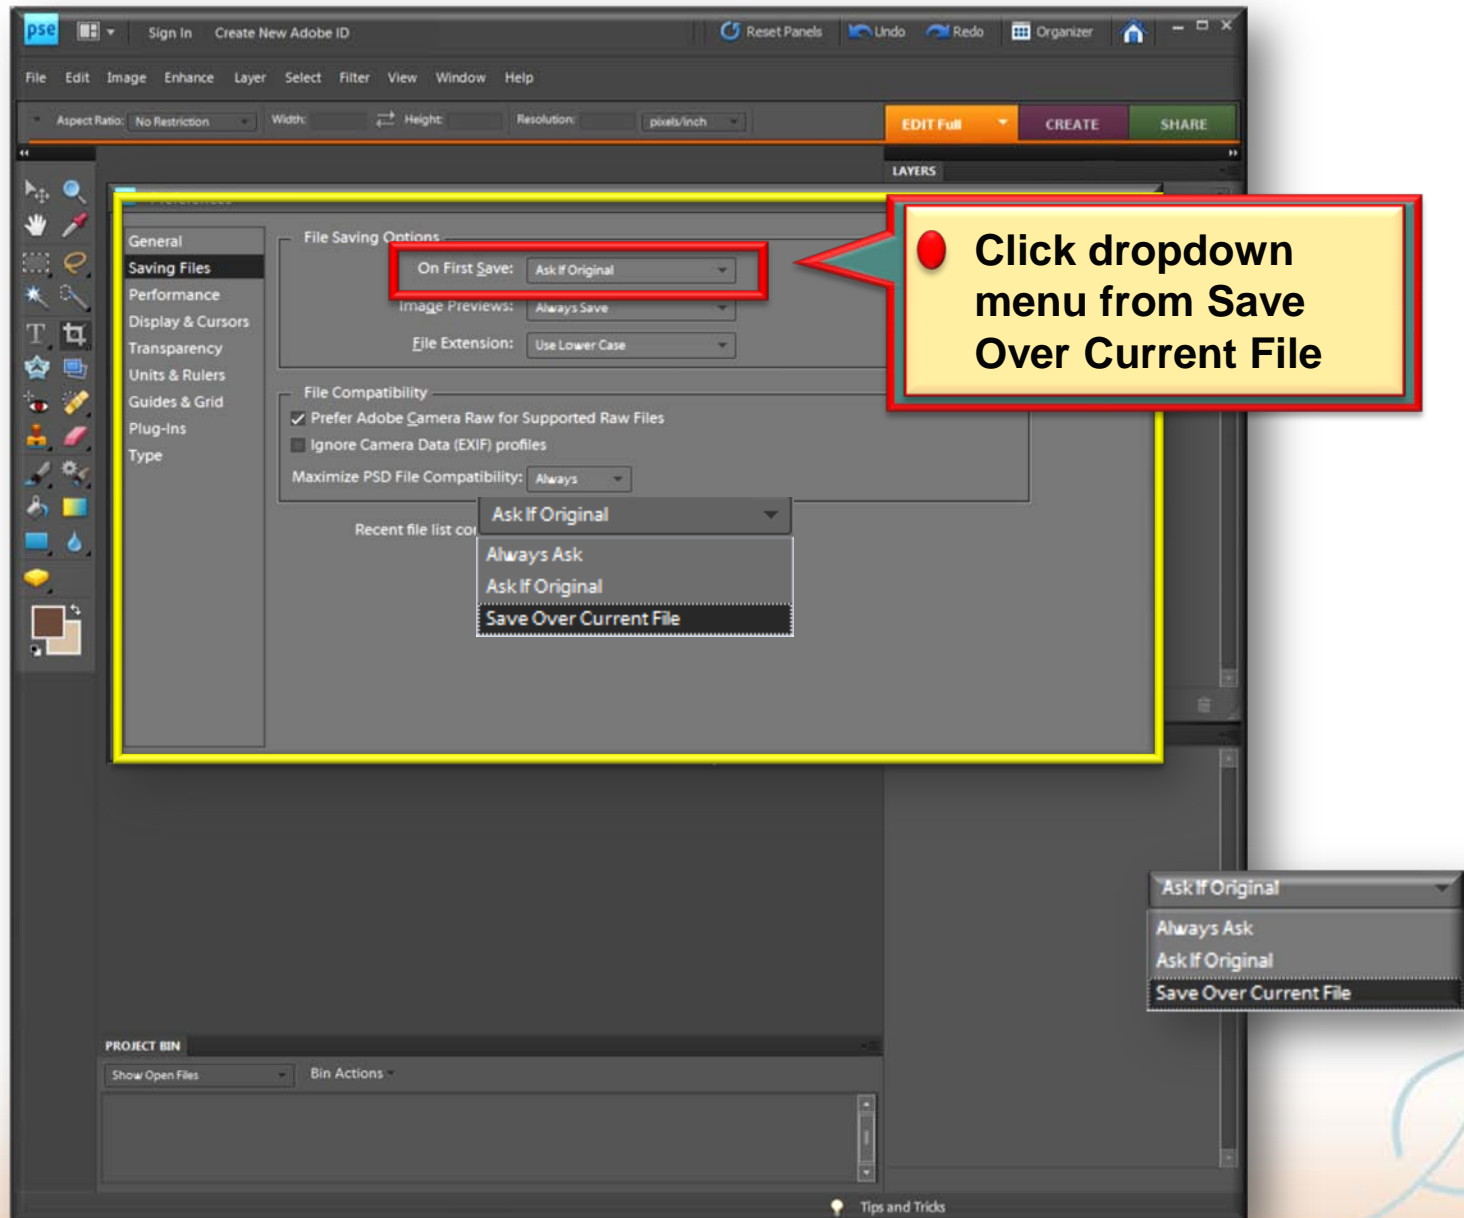 pse Sign In Create New Adobe ID Reset Panels Undo Redo Organizer
File Edit Image Enhance Layer Select Filter View Window Help
Aspect Ratio: No Restriction Width: Height: Resolution: pixels/inch EDIT Full CREATE SHARE
LAYERS
General
Saving Files
Performance
Display & Cursors
Transparency
Units & Rulers
Guides & Grid
Plug-Ins
Type
File Saving Options
On First Save: Ask If Original
Image Previews: Always Save
File Extension: Use Lower Case
File Compatibility
Prefer Adobe Camera Raw for Supported Raw Files
Ignore Camera Data (EXIF) profiles
Maximize PSD File Compatibility: Always
Recent file list
Ask If Original
Always Ask
Ask If Original
Save Over Current File
Click dropdown
menu from Save
Over Current File
Ask If Original
Always Ask
Ask If Original
Save Over Current File
PROJECT BIN
Show Open Files Bin Actions
Tips and Tricks